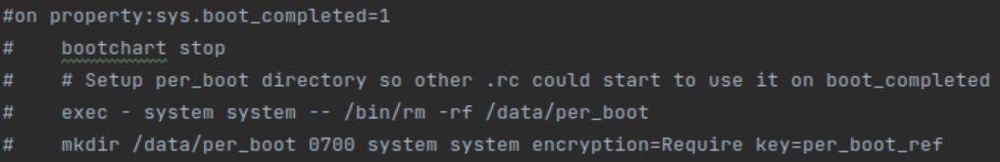 #on property:sys.boot_completed=1
#    bootchart stop
#    # Setup per_boot directory so other .rc could start to use it on boot_completed
#    exec - system system -- /bin/rm -rf /data/per_boot
#    mkdir /data/per_boot 0700 system system encryption=Require key=per_boot_ref